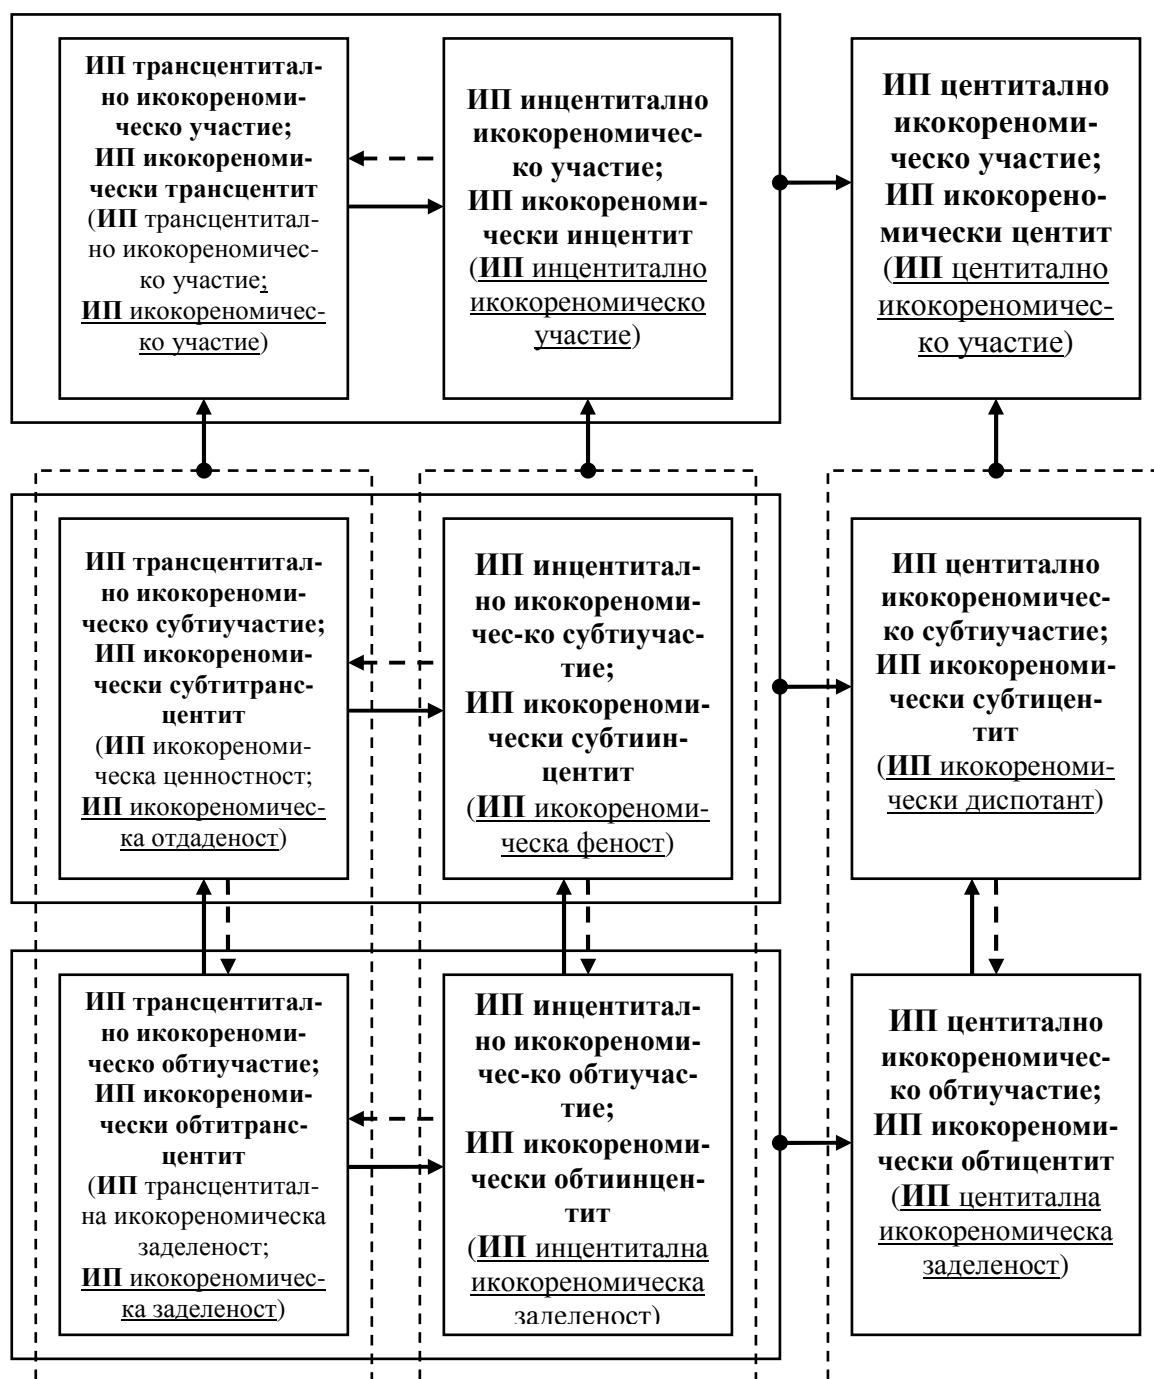 ИП трансцентитал-
но икокореноми-
ческо участие;
ИП икокореноми-
чески трансцентит
(ИП трансцентитал-
но икокореномичес-
ко участие;
ИП икокореномичес-
ко участие)
ИП инцентитално
икокореномичес-
ко участие;
ИП икокореноми-
чески инцентит
(ИП инцентитално
икокореномическо
участие)
ИП центитално
икокореноми-
ческо участие;
ИП икокорено-
мически центит
(ИП центитално
икокореномичес-
ко участие)
ИП трансцентитал-
но икокореноми-
ческо субтиучастие;
ИП икокореноми-
чески субтитранс-
центит
(ИП икокореноми-
ческа ценностност;
ИП икокореномичес-
ка отдаденост)
ИП инцентитал-
но икокореноми-
чес-ко субтиучас-
тие;
ИП икокореноми-
чески субтиин-
центит
(ИП икокореноми-
ческа феност)
ИП центитално
икокореномичес-
ко субтиучастие;
ИП икокореноми-
чески субтицен-
тит
(ИП икокореноми-
чески диспотант)
ИП трансцентитал-
но икокореноми-
ческо обтиучастие;
ИП икокореноми-
чески обтитранс-
центит
(ИП трансцентитал-
на икокореномическа
заделеност;
ИП икокореномичес-
ка заделеност)
ИП инцентитал-
но икокореноми-
чес-ко обтиучас-
тие;
ИП икокореноми-
чески обтиинцен-
тит
(ИП инцентитална
икокореномическа
заделеност)
ИП центитално
икокореномичес-
ко обтиучастие;
ИП икокореноми-
чески обтицентит
(ИП центитална
икокореномическа
заделеност)